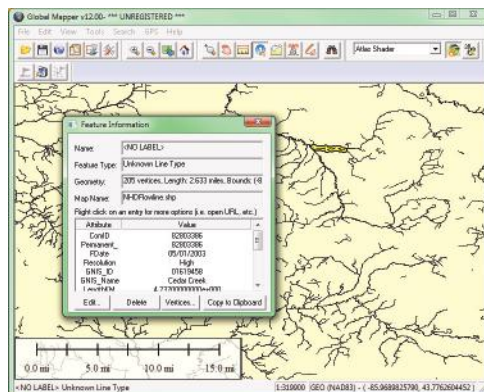 Global Mapper v12.00- *** UNREGISTERED ***
File Edit View Tools Search GPS Help
Atlas Shader
Feature Information
Name: <NO LABEL>
Feature Type: Unknown Line Type
Geometry: 205 vertices, Length: 2.633 miles, Bounds: (-8
Map Name: NHDFlowline.shp
Right click on an entry for more options (i.e. open URL, etc.)
Attribute Value
ComID 82803386
Permanent_ 82803386
FDate 05/01/2003
Resolution High
GNIS_ID 01619458
GNIS_Name Cedar Creek
Edit... Delete Vertices... Copy to Clipboard
0.0 mi 5.0 mi 10.0 mi 15.0 mi
<NO LABEL> Unknown Line Type
1:319900 GEO (NAD83) - ( -85.9689825790, 43.7762604452 )